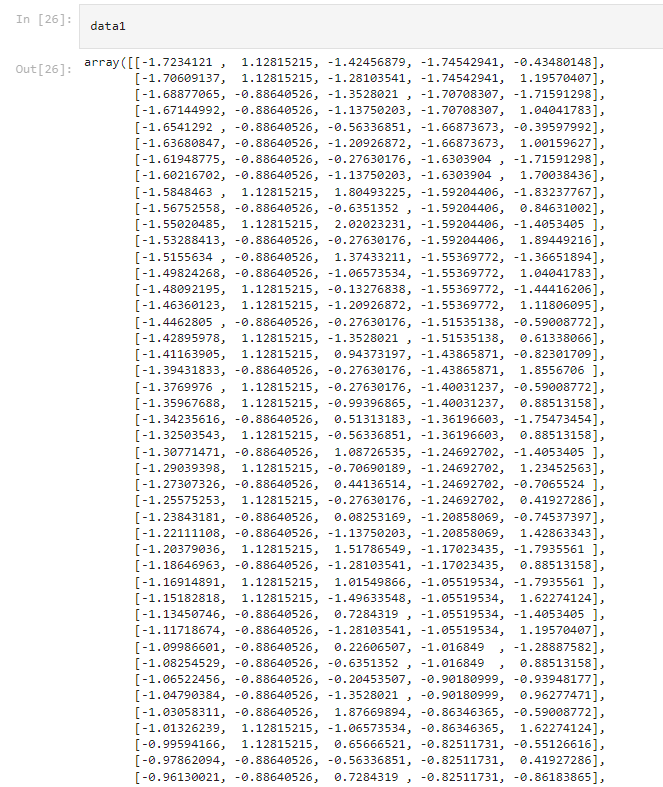 In [26]: data1
Out[26]: array([[-1.7234121 ,  1.12815215, -1.42456879, -1.74542941, -0.43480148],
[-1.70609137,  1.12815215, -1.28103541, -1.74542941,  1.19570407],
[-1.68877065, -0.88640526, -1.3528021 , -1.70708307, -1.71591298],
[-1.67144992, -0.88640526, -1.13750203, -1.70708307,  1.04041783],
[-1.6541292 , -0.88640526, -0.56336851, -1.66873673, -0.39597992],
[-1.63680847, -0.88640526, -1.20926872, -1.66873673,  1.00159627],
[-1.61948775, -0.88640526, -0.27630176, -1.6303904 , -1.71591298],
[-1.60216702, -0.88640526, -1.13750203, -1.6303904 ,  1.70038436],
[-1.5848463 ,  1.12815215,  1.80493225, -1.59204406, -1.83237767],
[-1.56752558, -0.88640526, -0.6351352 , -1.59204406,  0.84631002],
[-1.55020485,  1.12815215,  2.02023231, -1.59204406, -1.4053405 ],
[-1.53288413, -0.88640526, -0.27630176, -1.59204406,  1.89449216],
[-1.5155634 , -0.88640526,  1.37433211, -1.55369772, -1.36651894],
[-1.49824268, -0.88640526, -1.06573534, -1.55369772,  1.04041783],
[-1.48092195,  1.12815215, -0.13276838, -1.55369772, -1.44416206],
[-1.46360123,  1.12815215, -1.20926872, -1.55369772,  1.11806095],
[-1.4462805 , -0.88640526, -0.27630176, -1.51535138, -0.59008772],
[-1.42895978,  1.12815215, -1.3528021 , -1.51535138,  0.61338066],
[-1.41163905,  1.12815215,  0.94373197, -1.43865871, -0.82301709],
[-1.39431833, -0.88640526, -0.27630176, -1.43865871,  1.8556706 ],
[-1.3769976 ,  1.12815215, -0.27630176, -1.40031237, -0.59008772],
[-1.35967688,  1.12815215, -0.99396865, -1.40031237,  0.88513158],
[-1.34235616, -0.88640526,  0.51313183, -1.36196603, -1.75473454],
[-1.32503543,  1.12815215, -0.56336851, -1.36196603,  0.88513158],
[-1.30771471, -0.88640526,  1.08726535, -1.24692702, -1.4053405 ],
[-1.29039398,  1.12815215, -0.70690189, -1.24692702,  1.23452563],
[-1.27307326, -0.88640526,  0.44136514, -1.24692702, -0.7065524 ],
[-1.25575253,  1.12815215, -0.27630176, -1.24692702,  0.41927286],
[-1.23843181, -0.88640526,  0.08253169, -1.20858069, -0.74537397],
[-1.22111108, -0.88640526, -1.13750203, -1.20858069,  1.42863343],
[-1.20379036,  1.12815215,  1.51786549, -1.17023435, -1.7935561 ],
[-1.18646963, -0.88640526, -1.28103541, -1.17023435,  0.88513158],
[-1.16914891,  1.12815215,  1.01549866, -1.05519534, -1.7935561 ],
[-1.15182818,  1.12815215, -1.49633548, -1.05519534,  1.62274124],
[-1.13450746, -0.88640526,  0.7284319 , -1.05519534, -1.4053405 ],
[-1.11718674, -0.88640526, -1.28103541, -1.05519534,  1.19570407],
[-1.09986601, -0.88640526,  0.22606507, -1.016849  , -1.28887582],
[-1.08254529, -0.88640526, -0.6351352 , -1.016849  ,  0.88513158],
[-1.06522456, -0.88640526, -0.20453507, -0.90180999, -0.93948177],
[-1.04790384, -0.88640526, -1.3528021 , -0.90180999,  0.96277471],
[-1.03058311, -0.88640526,  1.87669894, -0.86346365, -0.59008772],
[-1.01326239,  1.12815215, -1.06573534, -0.86346365,  1.62274124],
[-0.99594166,  1.12815215,  0.65666521, -0.82511731, -0.55126616],
[-0.97862094, -0.88640526, -0.56336851, -0.82511731,  0.41927286],
[-0.96130021, -0.88640526,  0.7284319 , -0.82511731, -0.86183865],